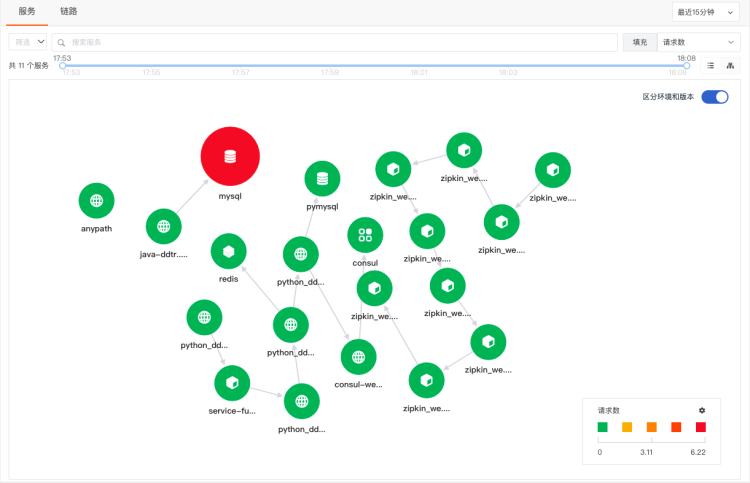 服务 链路 最近15分钟
筛选 搜索服务 填充 请求数
共 11 个服务 17:53 18:08
17:53 17:55 17:57 17:59 18:01 18:03 18:08
区分环境和版本
mysql
anypath
java-ddtr....
pymysql
zipkin_we....
zipkin_we....
zipkin_we....
zipkin_we....
redis
python_dd...
consul
zipkin_we....
zipkin_we....
zipkin_we....
python_dd...
python_dd...
consul-we...
zipkin_we....
service-fu...
python_dd...
zipkin_we....
请求数
0 3.11 6.22